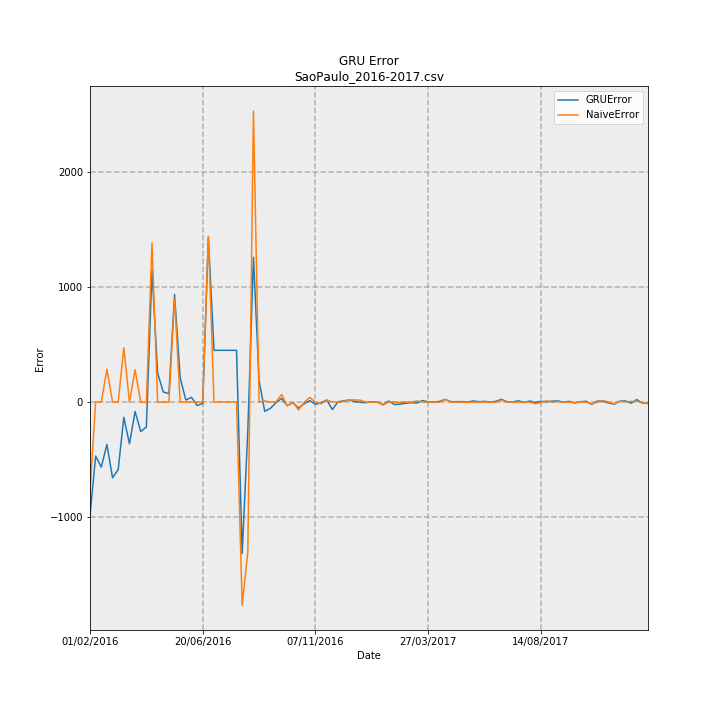 GRU Error
SaoPaulo_2016-2017.csv
GRUError
NaiveError
Error
2000
1000
0
−1000
01/02/2016 20/06/2016 07/11/2016 27/03/2017 14/08/2017
Date